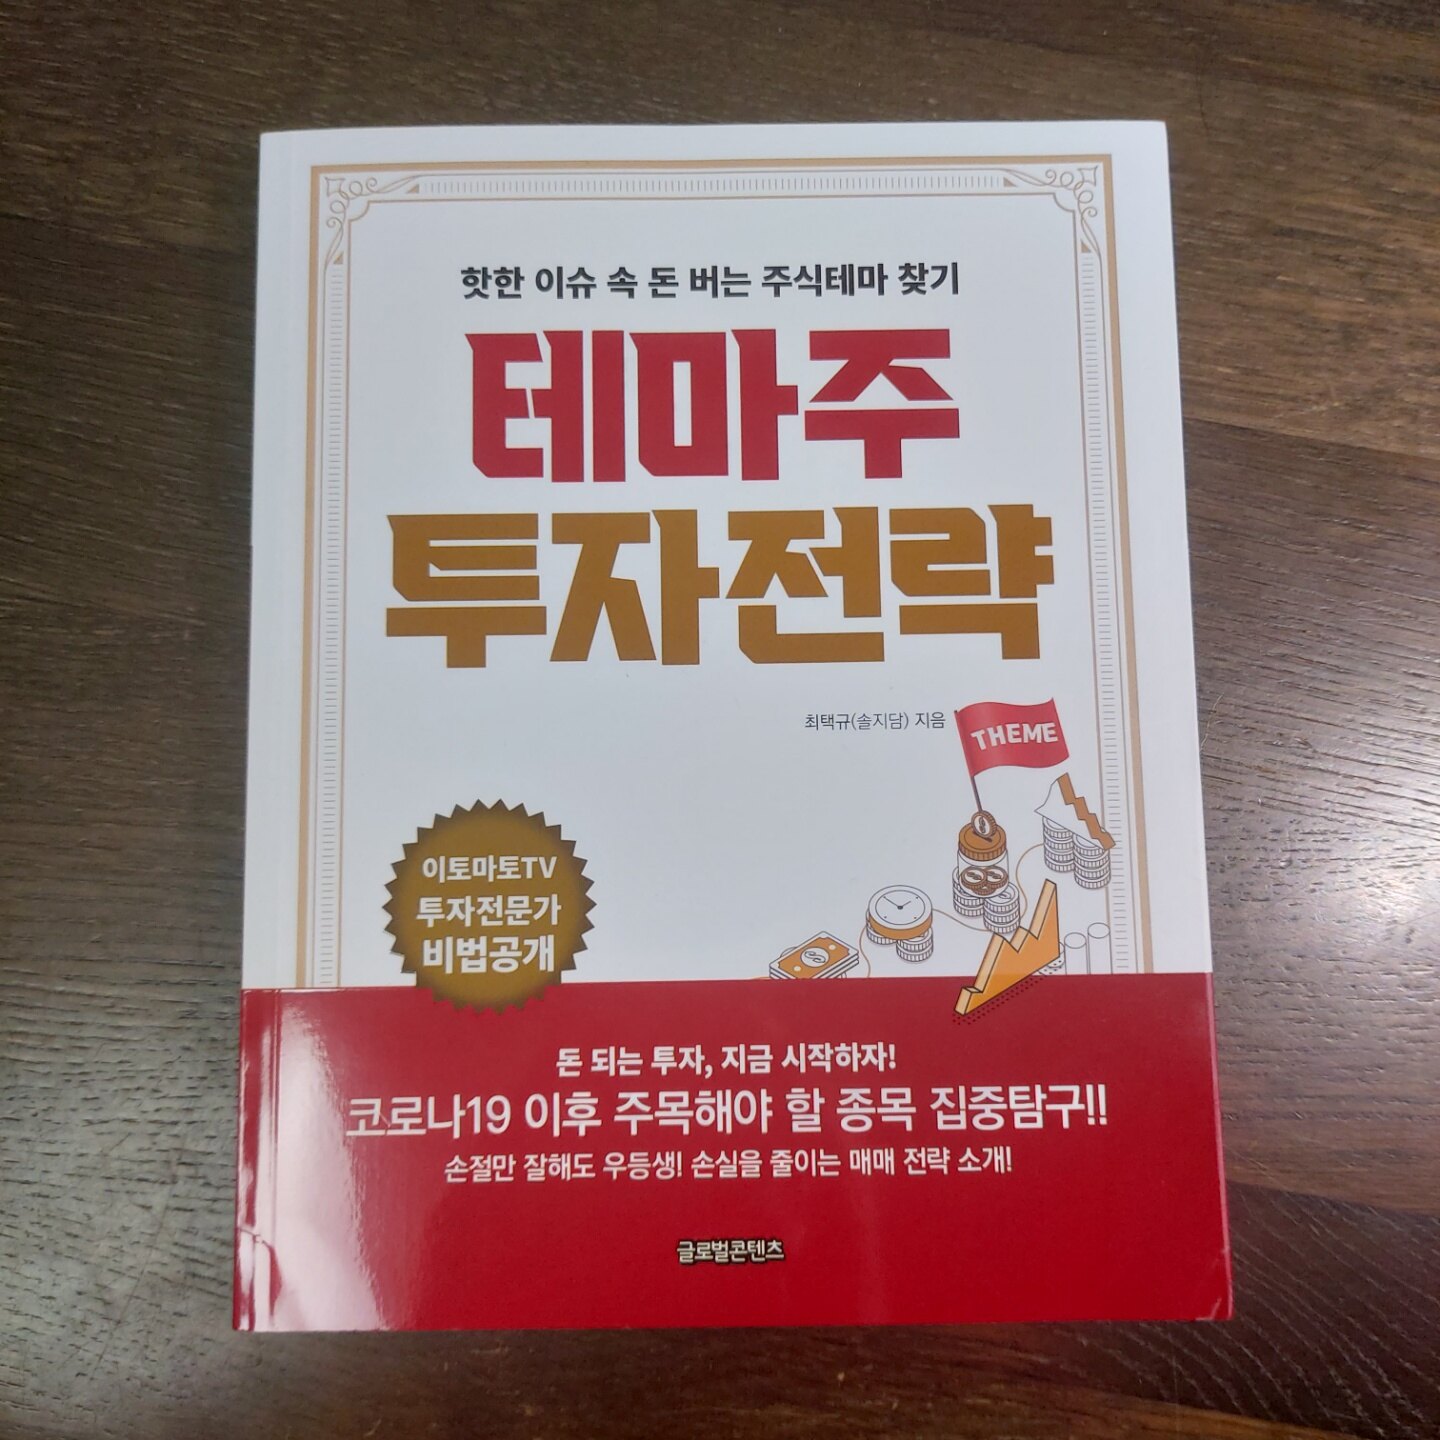 핫한 이슈 속 돈 버는 주식테마 찾기
테마주
투자전략
최택규(솔지담) 지음
THEME
이토마토TV
투자전문가
비법공개
돈 되는 투자, 지금 시작하자!
코로나19 이후 주목해야 할 종목 집중탐구!!
손절만 잘해도 우등생! 손실을 줄이는 매매 전략 소개!
글로벌콘텐츠